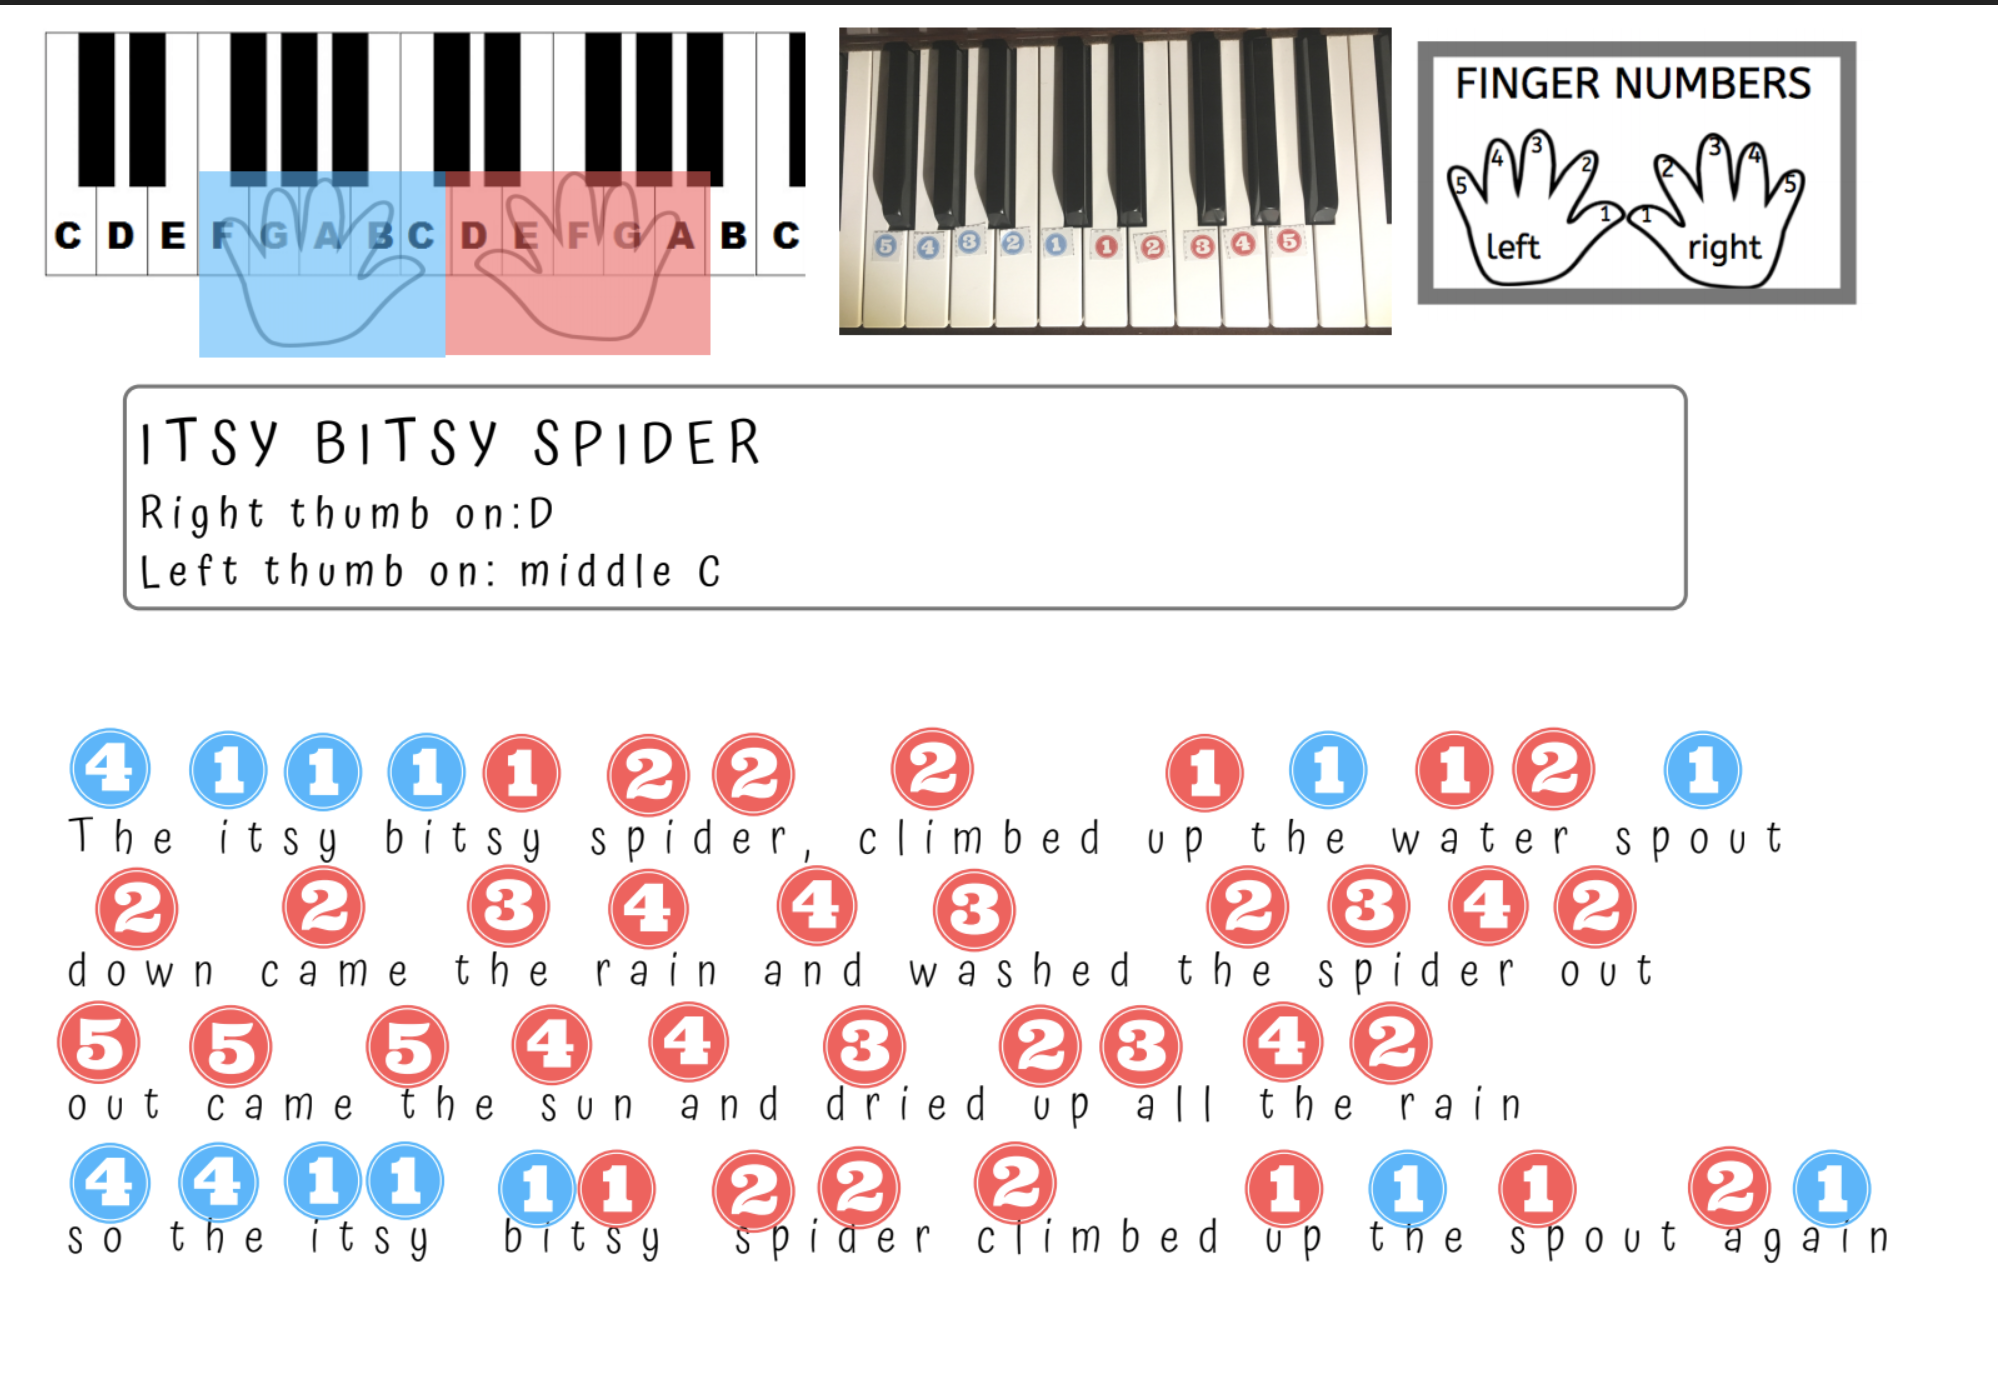 C D E F G A B C D E F G A B C
5 4 3 2 1 1 2 3 4 5
FINGER NUMBERS
5 4 3 2 1 1 2 3 4 5
left right
ITSY BITSY SPIDER
Right thumb on:D
Left thumb on: middle C
4 1 1 1 1 2 2 2 1 1 1 2 1
The itsy bitsy spider, climbed up the water spout
2 2 3 4 4 3 2 3 4 2
down came the rain and washed the spider out
5 5 5 4 4 3 2 3 4 2
out came the sun and dried up all the rain
4 4 1 1 1 1 2 2 2 1 1 1 2 1
so the itsy bitsy spider climbed up the spout again